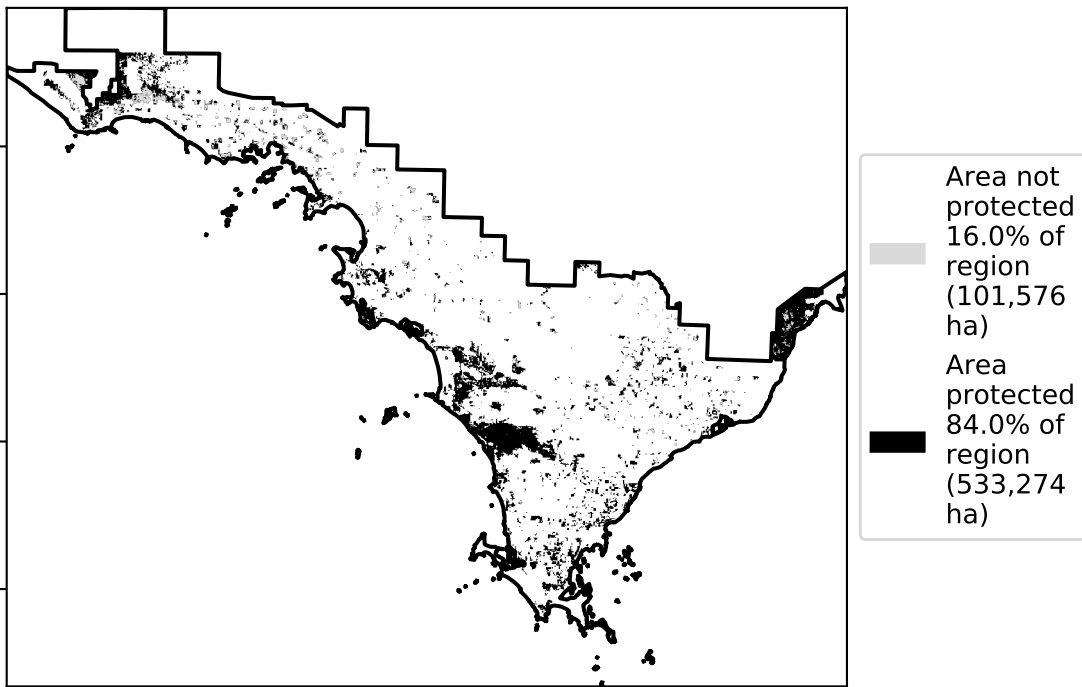 Area not
protected
16.0% of
region
(101,576
ha)
Area
protected
84.0% of
region
(533,274
ha)